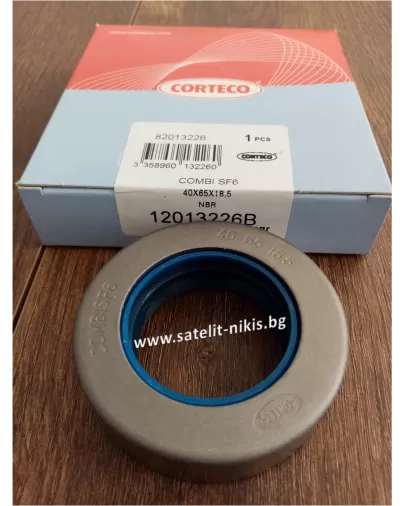 CORTECO
82013226
1 PCS
3 358960 132260
CORTECO
COMBI SF6
40X65X18,5
NBR
12013226B
40 65 18,5
COMBI SF6
www.satelit-nikis.bg
CORTECO